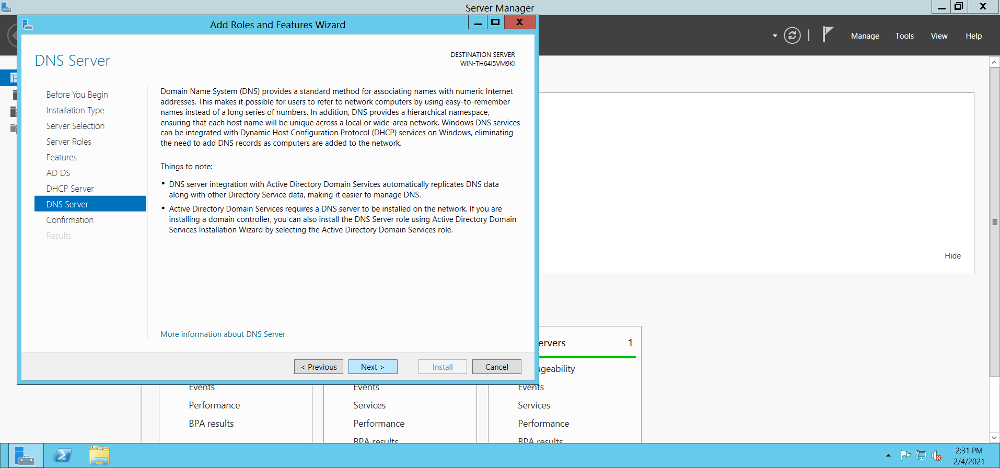 Server Manager
Add Roles and Features Wizard
Manage Tools View Help
DNS Server
DESTINATION SERVER
WIN-TH64I5VM9KI
Before You Begin
Installation Type
Server Selection
Server Roles
Features
AD DS
DHCP Server
DNS Server
Confirmation
Results
Domain Name System (DNS) provides a standard method for associating names with numeric Internet
addresses. This makes it possible for users to refer to network computers by using easy-to-remember
names instead of a long series of numbers. In addition, DNS provides a hierarchical namespace,
ensuring that each host name will be unique across a local or wide-area network. Windows DNS services
can be integrated with Dynamic Host Configuration Protocol (DHCP) services on Windows, eliminating
the need to add DNS records as computers are added to the network.
Things to note:
• DNS server integration with Active Directory Domain Services automatically replicates DNS data
along with other Directory Service data, making it easier to manage DNS.
• Active Directory Domain Services requires a DNS server to be installed on the network. If you are
installing a domain controller, you can also install the DNS Server role using Active Directory Domain
Services Installation Wizard by selecting the Active Directory Domain Services role.
More information about DNS Server
< Previous Next > Install Cancel
Hide
ervers 1
geability
Events
Performance
BPA results
Events
Services
Performance
BPA results
Events
Services
Performance
BPA results
2:31 PM
2/4/2021